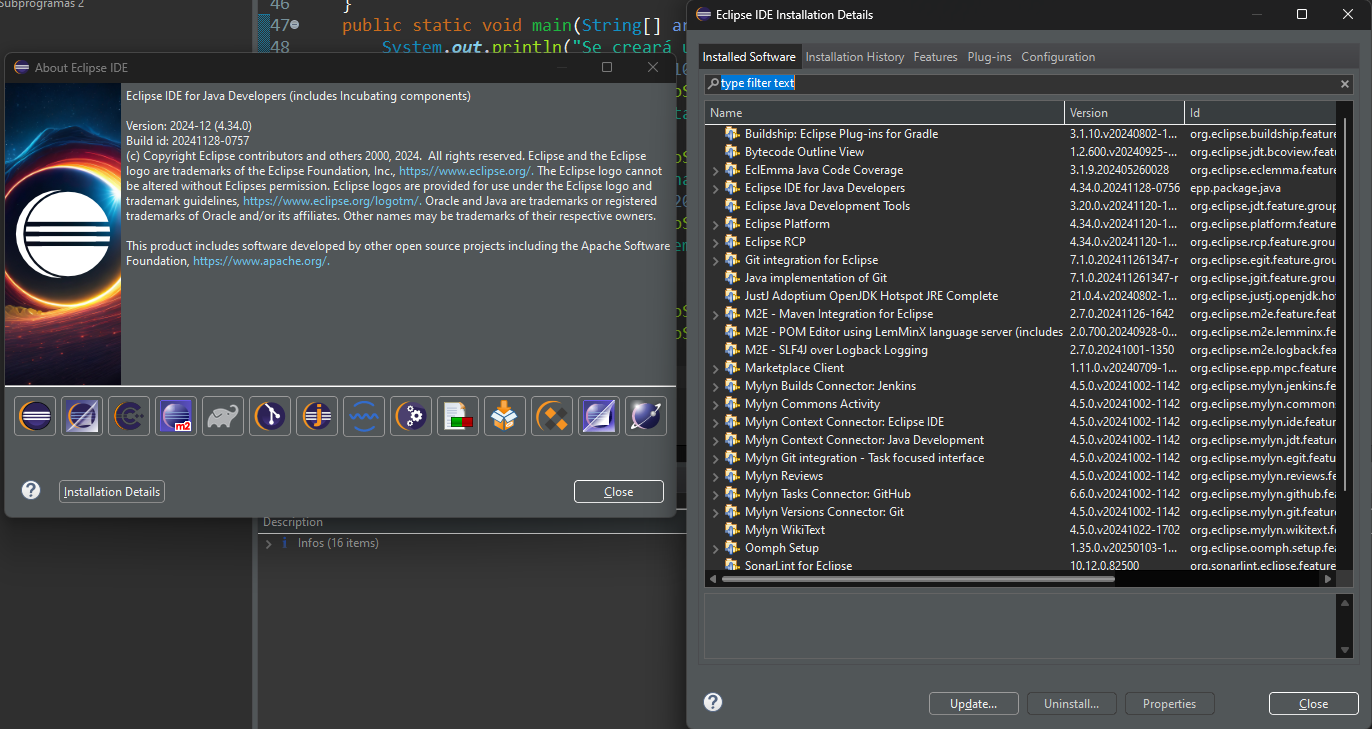 Subprogramas 2
46 }
47 public static void main(String[]
48 System.out.println("Se creará
About Eclipse IDE
Eclipse IDE for Java Developers (includes Incubating components)
Version: 2024-12 (4.34.0)
Build id: 20241128-0757
(c) Copyright Eclipse contributors and others 2000, 2024.  All rights reserved. Eclipse and the Eclipse
logo are trademarks of the Eclipse Foundation, Inc., https://www.eclipse.org/. The Eclipse logo cannot
be altered without Eclipses permission. Eclipse logos are provided for use under the Eclipse logo and
trademark guidelines, https://www.eclipse.org/logotm/. Oracle and Java are trademarks or registered
trademarks of Oracle and/or its affiliates. Other names may be trademarks of their respective owners.
This product includes software developed by other open source projects including the Apache Software
Foundation, https://www.apache.org/.
m2
Installation Details
Close
Description
Infos (16 items)
Eclipse IDE Installation Details
Installed Software Installation History Features Plug-ins Configuration
type filter text
Name Version Id
Buildship: Eclipse Plug-ins for Gradle 3.1.10.v20240802-1... org.eclipse.buildship.feature
Bytecode Outline View 1.2.600.v20240925-... org.eclipse.jdt.bcoview.feat
EclEmma Java Code Coverage 3.1.9.202405260028 org.eclipse.eclemma.feature
Eclipse IDE for Java Developers 4.34.0.20241128-0756 epp.package.java
Eclipse Java Development Tools 3.20.0.v20241120-1... org.eclipse.jdt.feature.group
Eclipse Platform 4.34.0.v20241120-1... org.eclipse.platform.feature
Eclipse RCP 4.34.0.v20241120-1... org.eclipse.rcp.feature.grou
Git integration for Eclipse 7.1.0.202411261347-r org.eclipse.egit.feature.grou
Java implementation of Git 7.1.0.202411261347-r org.eclipse.jgit.feature.grou
JustJ Adoptium OpenJDK Hotspot JRE Complete 21.0.4.v20240802-1... org.eclipse.justj.openjdk.ho
M2E - Maven Integration for Eclipse 2.7.0.20241126-1642 org.eclipse.m2e.feature.feat
M2E - POM Editor using LemMinX language server (includes 2.0.700.20240928-0... org.eclipse.m2e.lemminx.fe
M2E - SLF4J over Logback Logging 2.7.0.20241001-1350 org.eclipse.m2e.logback.fea
Marketplace Client 1.11.0.v20240709-1... org.eclipse.epp.mpc.feature
Mylyn Builds Connector: Jenkins 4.5.0.v20241002-1142 org.eclipse.mylyn.jenkins.fe
Mylyn Commons Activity 4.5.0.v20241002-1142 org.eclipse.mylyn.common
Mylyn Context Connector: Eclipse IDE 4.5.0.v20241002-1142 org.eclipse.mylyn.ide.featur
Mylyn Context Connector: Java Development 4.5.0.v20241002-1142 org.eclipse.mylyn.jdt.featur
Mylyn Git integration - Task focused interface 4.5.0.v20241002-1142 org.eclipse.mylyn.egit.featu
Mylyn Reviews 4.5.0.v20241002-1142 org.eclipse.mylyn.reviews.fe
Mylyn Tasks Connector: GitHub 6.6.0.v20241002-1142 org.eclipse.mylyn.github.fea
Mylyn Versions Connector: Git 4.5.0.v20241002-1142 org.eclipse.mylyn.git.featur
Mylyn WikiText 4.5.0.v20241022-1702 org.eclipse.mylyn.wikitext.f
Oomph Setup 1.35.0.v20250103-1... org.eclipse.oomph.setup.fea
SonarLint for Eclipse 10.12.0.82500 org.sonarlint.eclipse.feature
Update... Uninstall... Properties Close